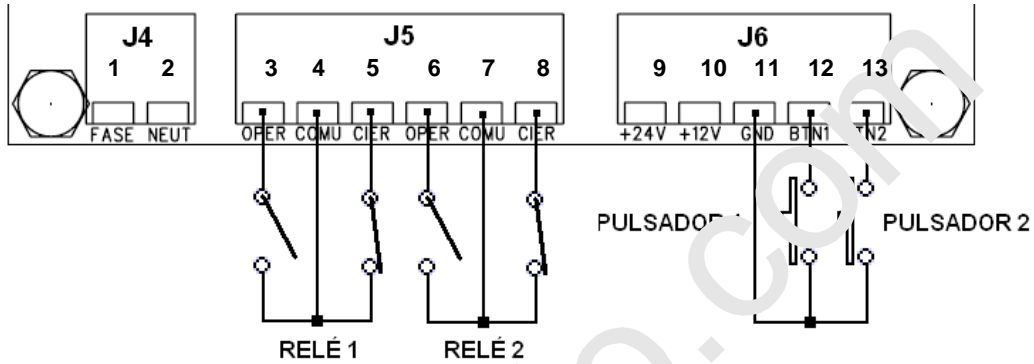 J4 J5 J6
1 2 3 4 5 6 7 8 9 10 11 12 13
FASE NEUT OPER COMU CIER OPER COMU CIER +24V +12V GND BTN1
PULSADOR 2
RELÉ 1 RELÉ 2